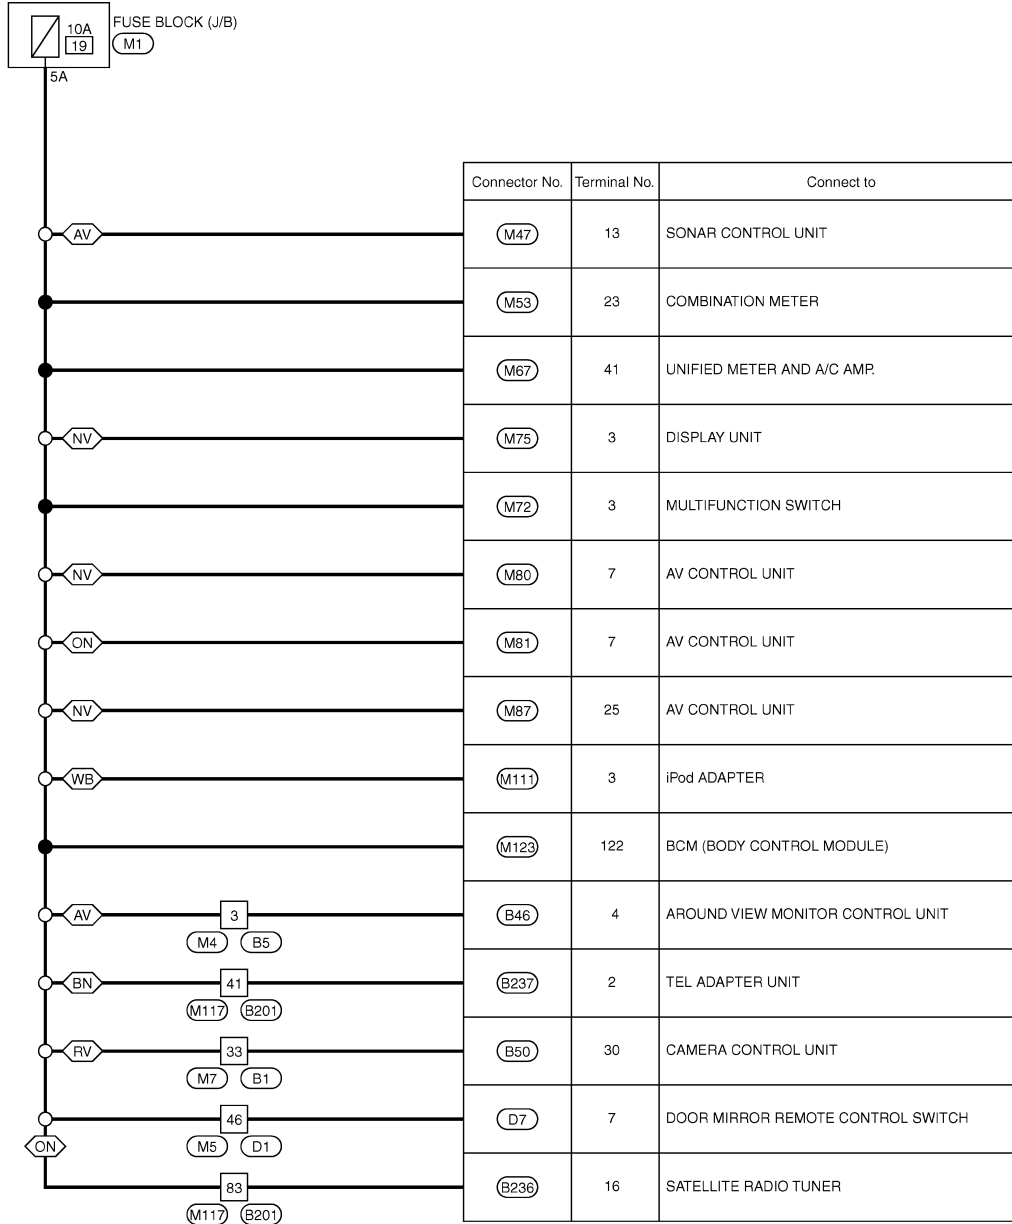 10A FUSE BLOCK (J/B)
19 M1
5A
Connector No. Terminal No. Connect to
AV M47 13 SONAR CONTROL UNIT
M53 23 COMBINATION METER
M67 41 UNIFIED METER AND A/C AMP.
NV M75 3 DISPLAY UNIT
M72 3 MULTIFUNCTION SWITCH
NV M80 7 AV CONTROL UNIT
ON M81 7 AV CONTROL UNIT
NV M87 25 AV CONTROL UNIT
WB M111 3 iPod ADAPTER
M123 122 BCM (BODY CONTROL MODULE)
AV 3 B46 4 AROUND VIEW MONITOR CONTROL UNIT
M4 B5
BN 41 B237 2 TEL ADAPTER UNIT
M117 B201
RV 33 B50 30 CAMERA CONTROL UNIT
M7 B1
46 D7 7 DOOR MIRROR REMOTE CONTROL SWITCH
ON M5 D1
83 B236 16 SATELLITE RADIO TUNER
M117 B201